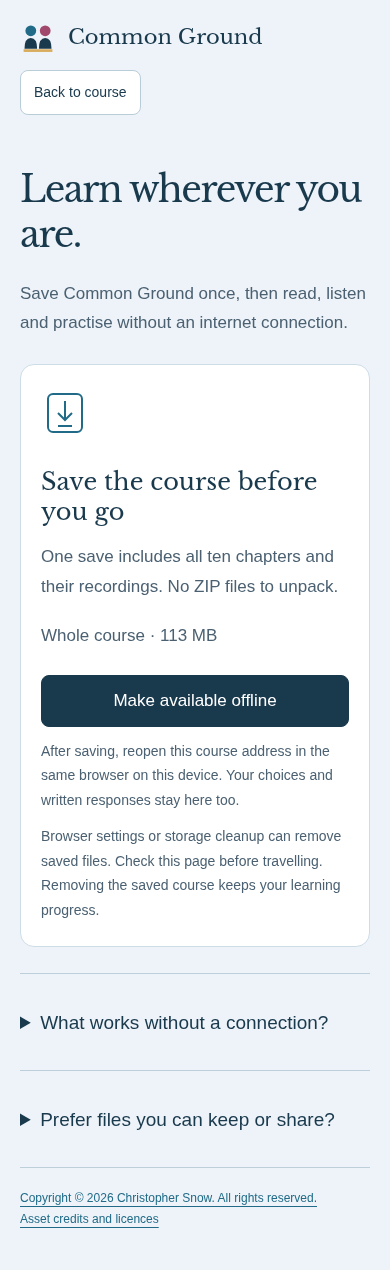 Common Ground
Back to course
Learn wherever you
are.
Save Common Ground once, then read, listen
and practise without an internet connection.
Save the course before
you go
One save includes all ten chapters and
their recordings. No ZIP files to unpack.
Whole course · 113 MB
Make available offline
After saving, reopen this course address in the
same browser on this device. Your choices and
written responses stay here too.
Browser settings or storage cleanup can remove
saved files. Check this page before travelling.
Removing the saved course keeps your learning
progress.
What works without a connection?
Prefer files you can keep or share?
Copyright © 2026 Christopher Snow. All rights reserved.
Asset credits and licences